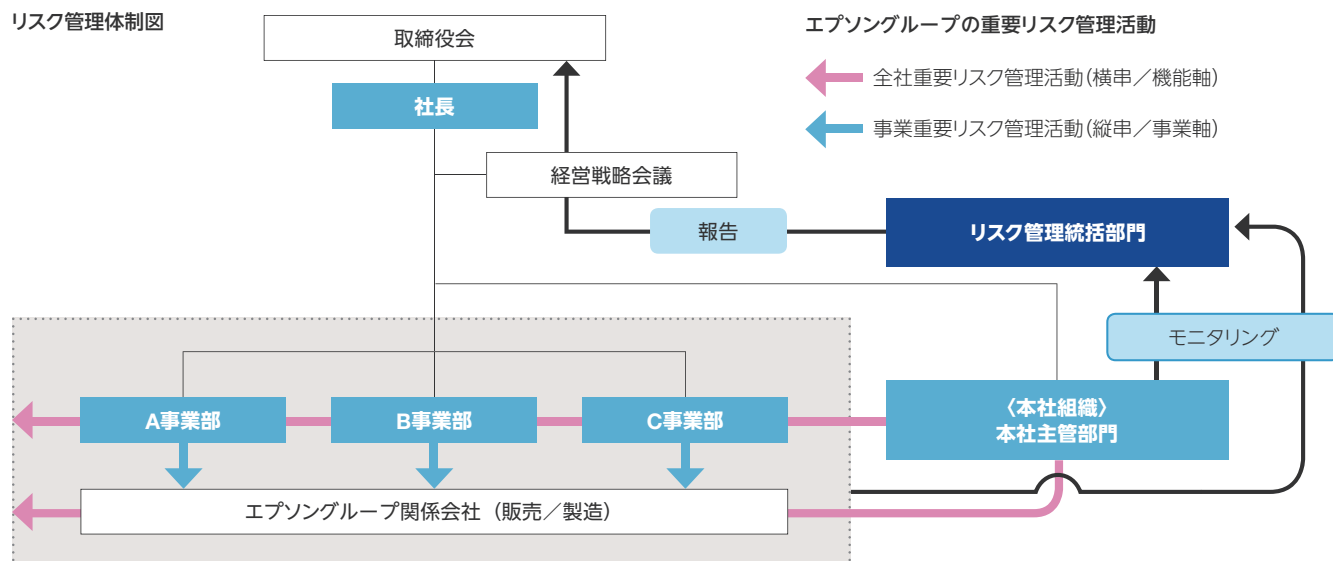 リスク管理体制図
エプソングループの重要リスク管理活動
全社重要リスク管理活動(横串/機能軸)
事業重要リスク管理活動(縦串/事業軸)
取締役会
社長
経営戦略会議
報告
リスク管理統括部門
モニタリング
A事業部
B事業部
C事業部
〈本社組織〉
本社主管部門
エプソングループ関係会社(販売/製造)